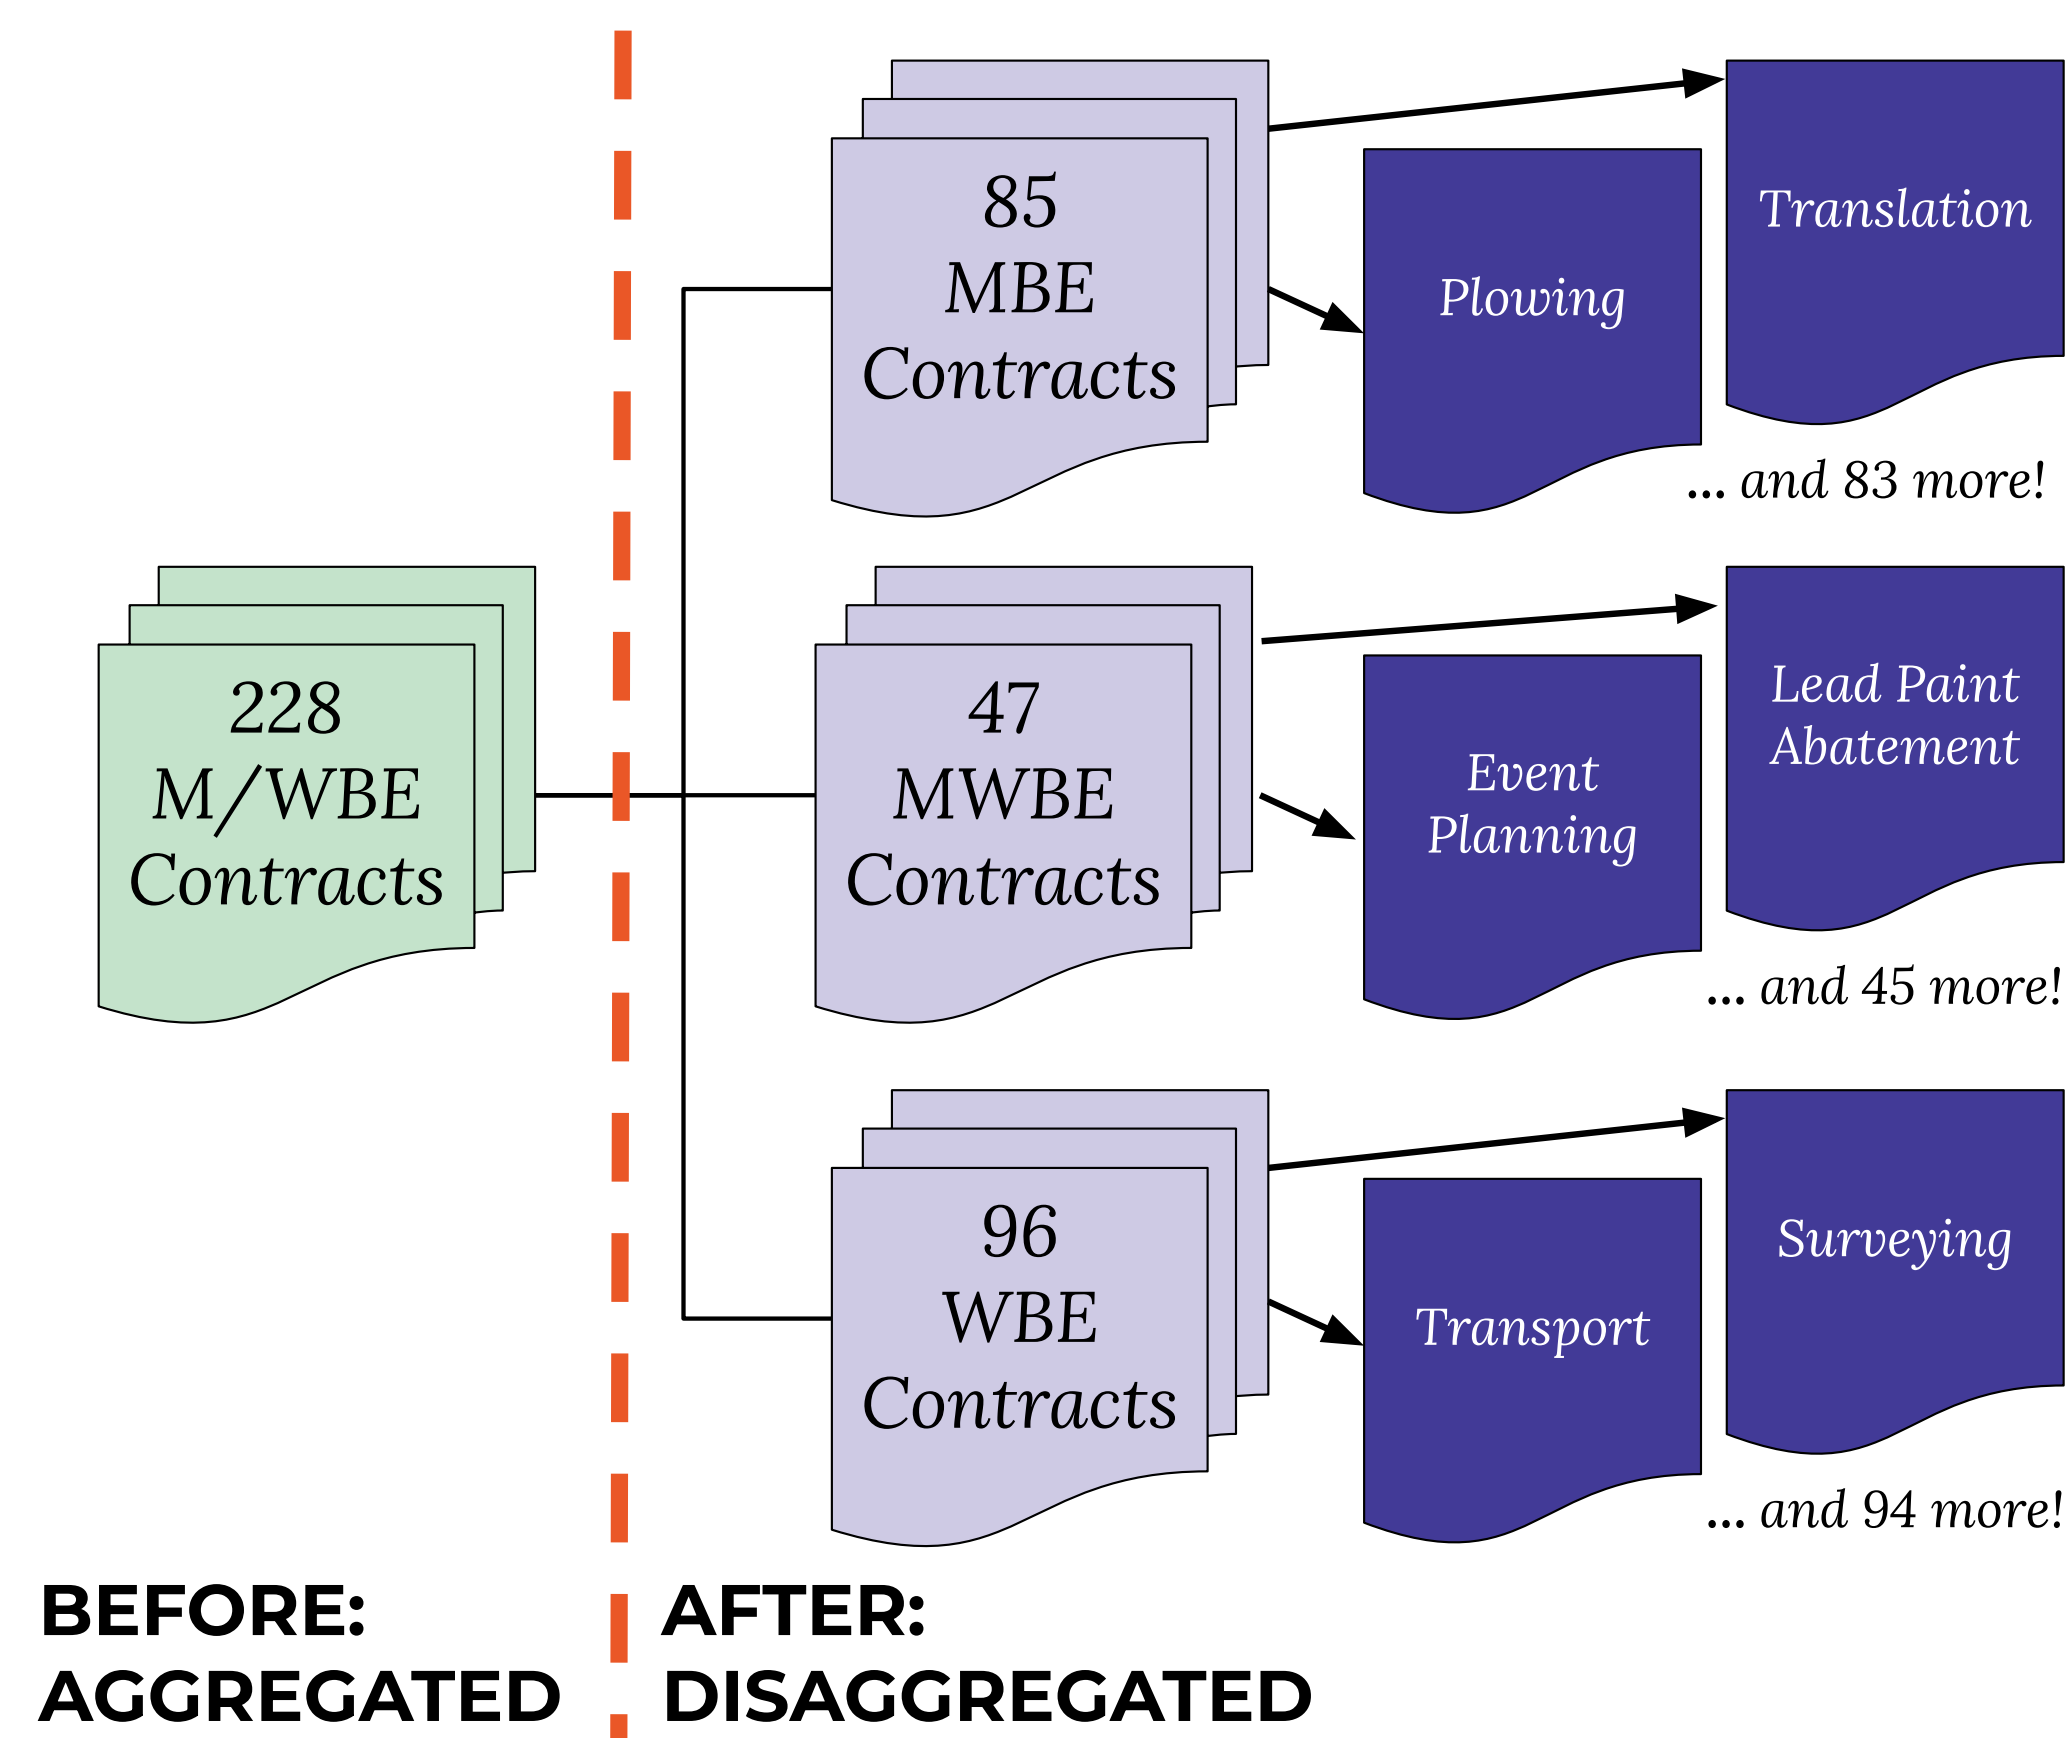 228
M/WBE
Contracts
85
MBE
Contracts
Plowing
Translation
... and 83 more!
47
MWBE
Contracts
Event
Planning
Lead Paint
Abatement
... and 45 more!
96
WBE
Contracts
Transport
Surveying
... and 94 more!
BEFORE:
AGGREGATED
AFTER:
DISAGGREGATED